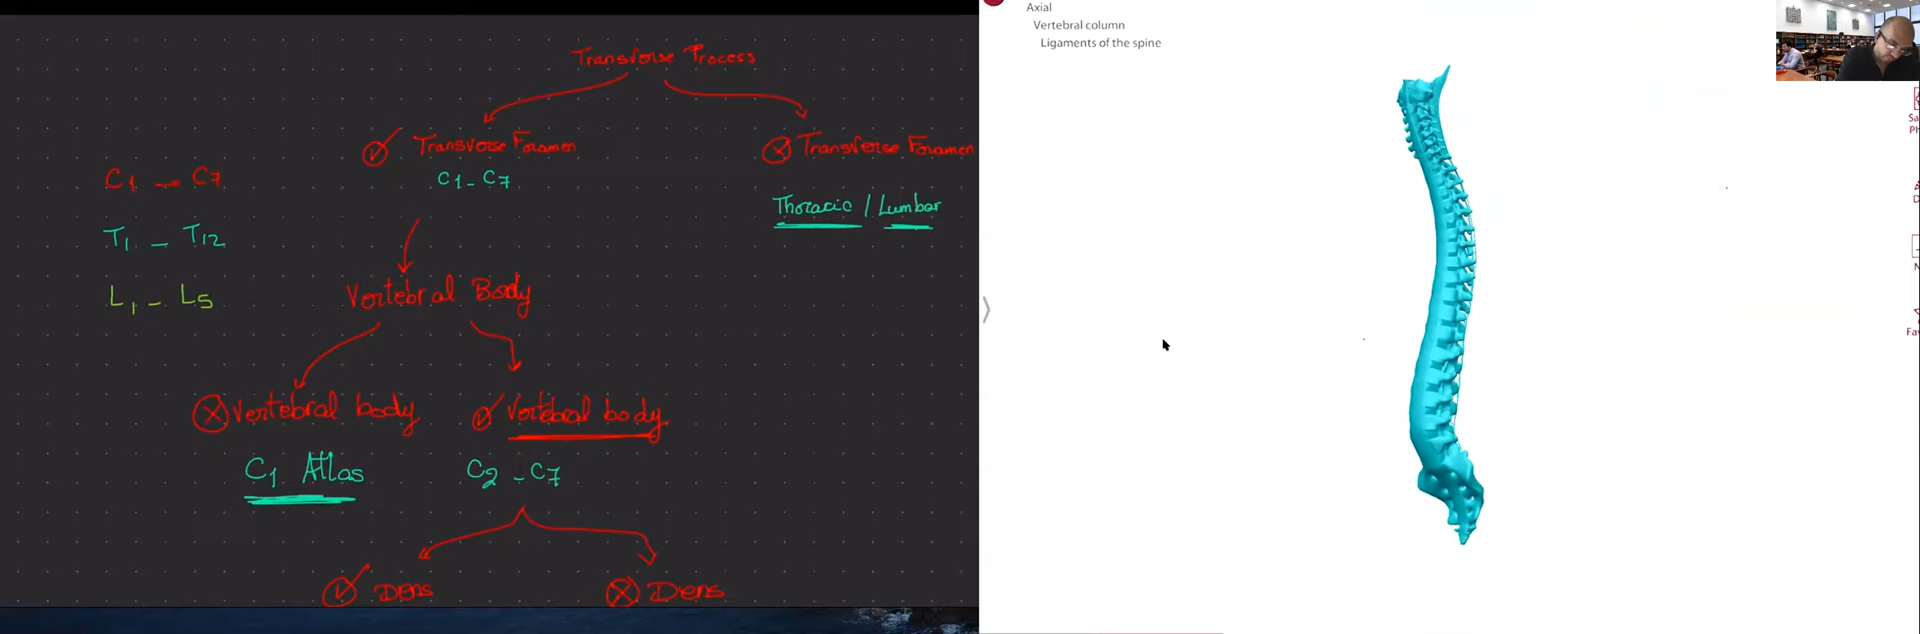 Transverse Process
Transverse Foramen
Transverse Foramen
C1 - C7
C1 → C7
Thoracic / Lumbar
T1 - T12
Vertebral Body
L1 - L5
Vertebral body
Vertebral body
C1 Atlas
C2 - C7
Dens
Dens
Axial
Vertebral column
Ligaments of the spine